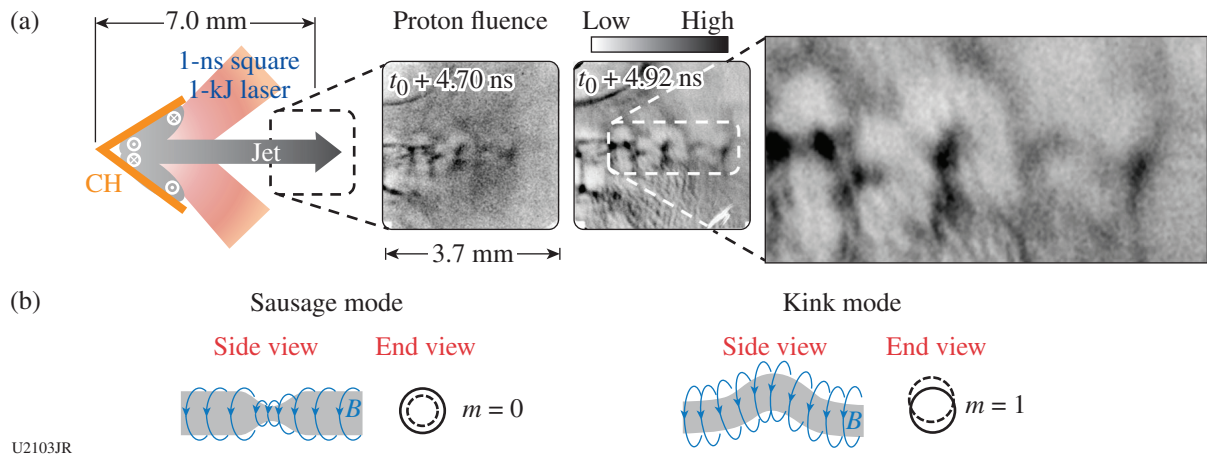 (a)
7.0 mm
1-ns square
1-kJ laser
Jet
CH
Proton fluence
Low High
t0 + 4.70 ns
t0 + 4.92 ns
3.7 mm
(b)
Sausage mode
Side view End view
B
m = 0
Kink mode
Side view End view
B
m = 1
U2103JR